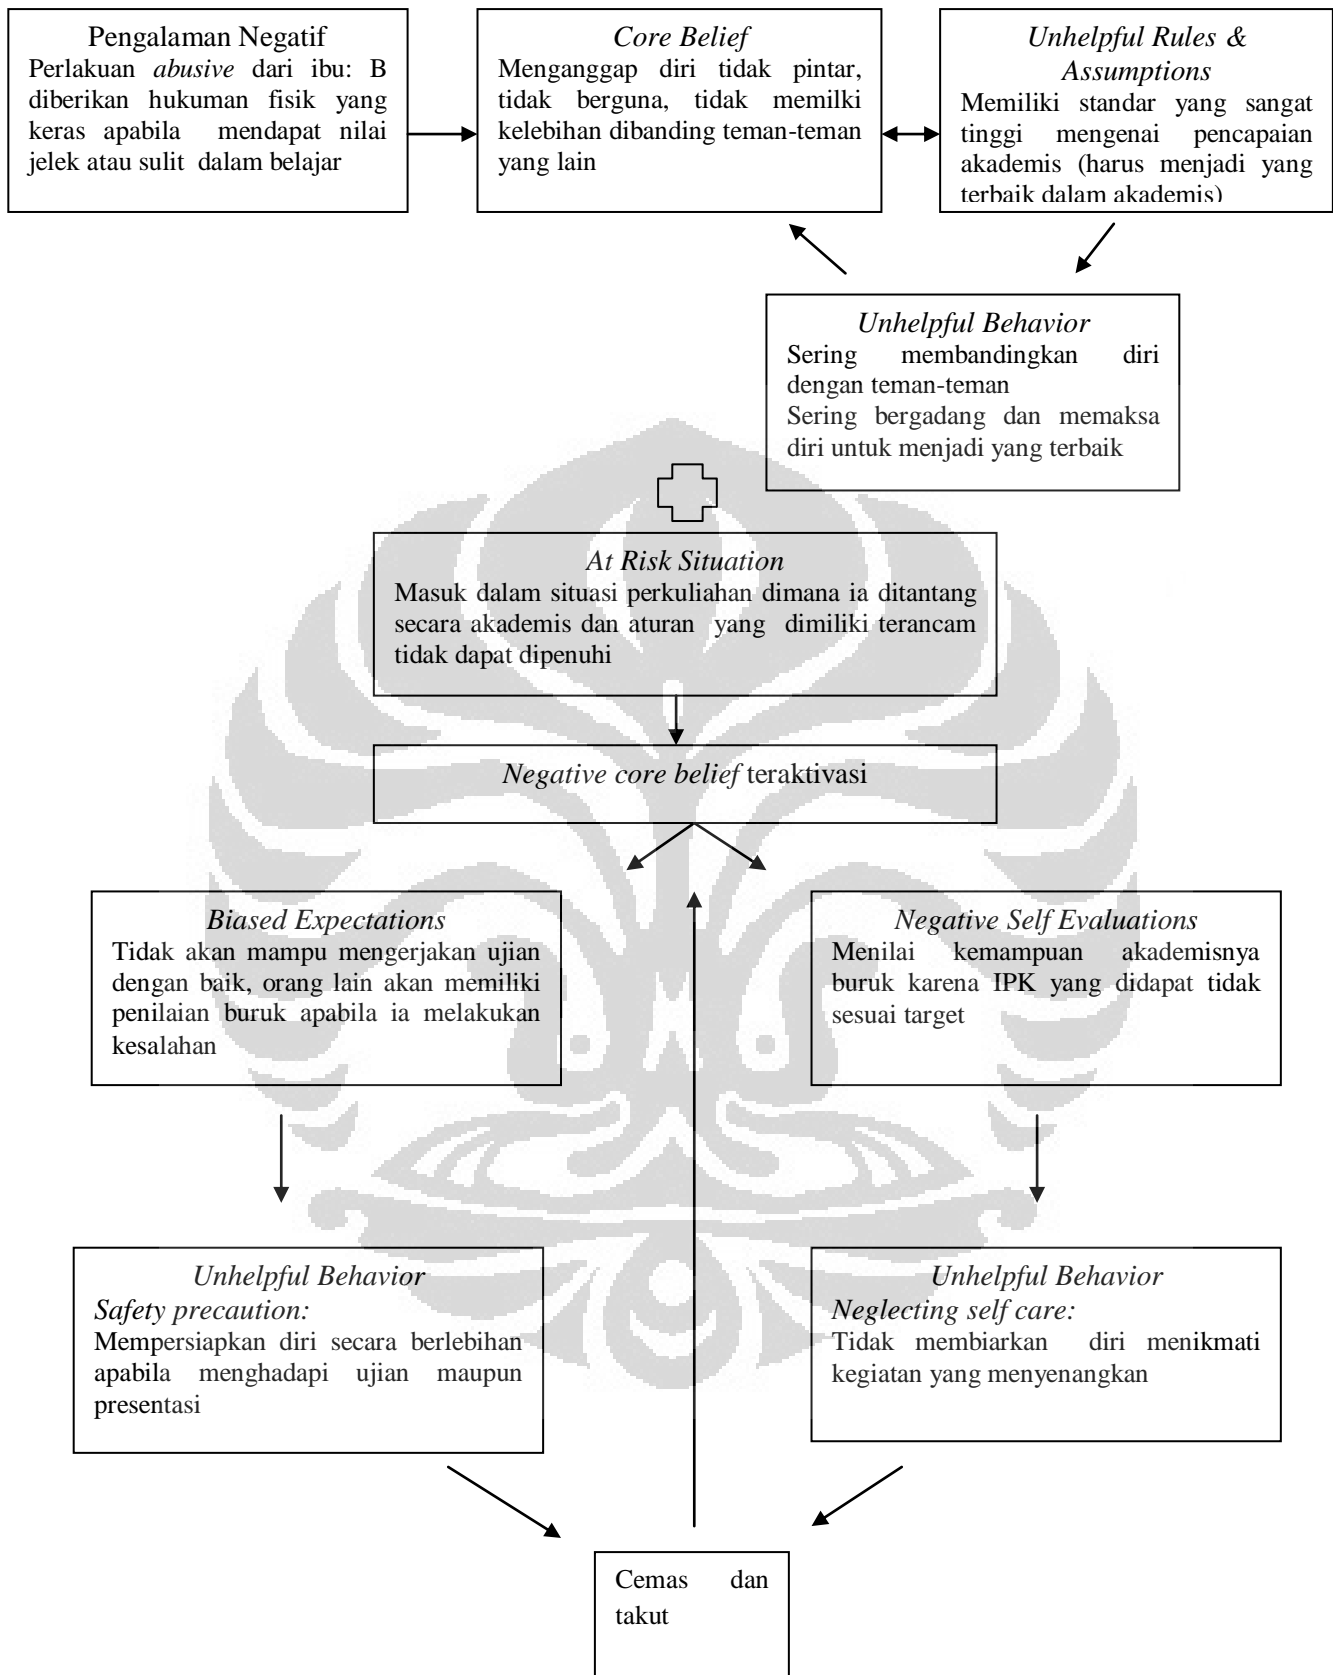 Pengalaman Negatif
Perlakuan abusive dari ibu: B
diberikan hukuman fisik yang
keras apabila mendapat nilai
jelek atau sulit dalam belajar
Core Belief
Menganggap diri tidak pintar,
tidak berguna, tidak memilki
kelebihan dibanding teman-teman
yang lain
Unhelpful Rules &
Assumptions
Memiliki standar yang sangat
tinggi mengenai pencapaian
akademis (harus menjadi yang
terbaik dalam akademis)
Unhelpful Behavior
Sering membandingkan diri
dengan teman-teman
Sering bergadang dan memaksa
diri untuk menjadi yang terbaik
At Risk Situation
Masuk dalam situasi perkuliahan dimana ia ditantang
secara akademis dan aturan yang dimiliki terancam
tidak dapat dipenuhi
Negative core belief teraktivasi
Biased Expectations
Tidak akan mampu mengerjakan ujian
dengan baik, orang lain akan memiliki
penilaian buruk apabila ia melakukan
kesalahan
Negative Self Evaluations
Menilai kemampuan akademisnya
buruk karena IPK yang didapat tidak
sesuai target
Unhelpful Behavior
Safety precaution:
Mempersiapkan diri secara berlebihan
apabila menghadapi ujian maupun
presentasi
Unhelpful Behavior
Neglecting self care:
Tidak membiarkan diri menikmati
kegiatan yang menyenangkan
Cemas dan
takut